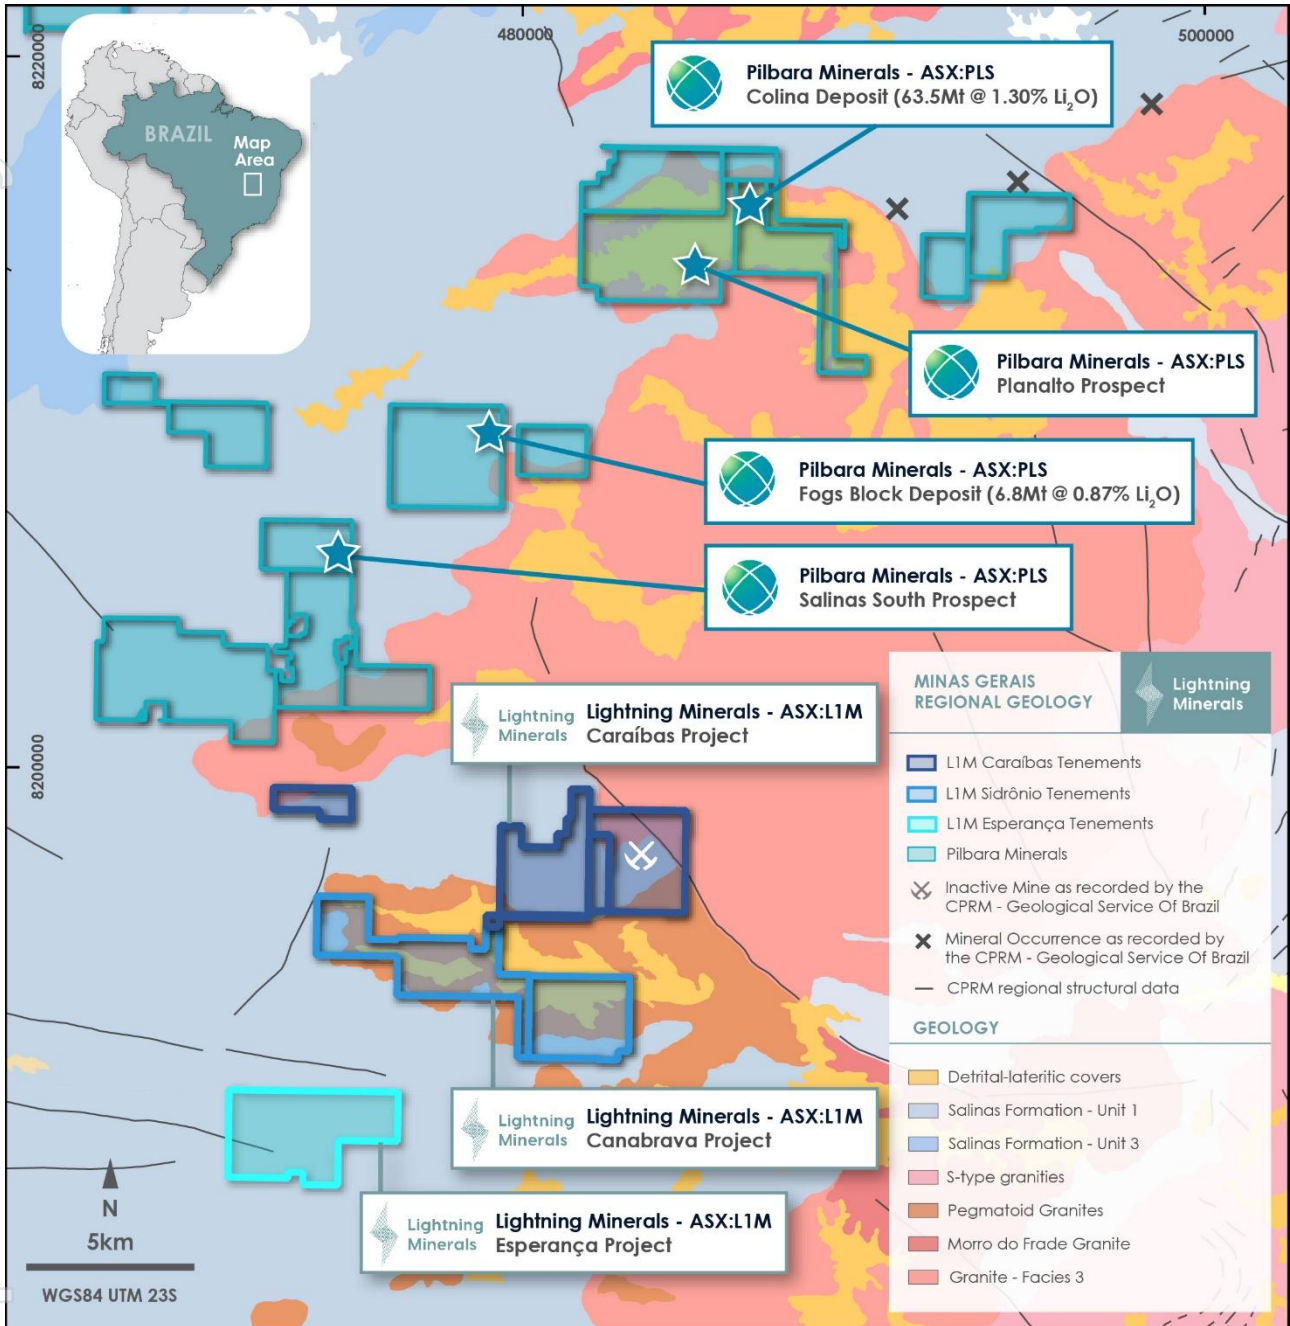 480000
500000
8220000
8200000
BRAZIL
Map
Area
Pilbara Minerals - ASX:PLS
Colina Deposit (63.5Mt @ 1.30% Li₂O)
Pilbara Minerals - ASX:PLS
Planalto Prospect
Pilbara Minerals - ASX:PLS
Fogs Block Deposit (6.8Mt @ 0.87% Li₂O)
Pilbara Minerals - ASX:PLS
Salinas South Prospect
Lightning
Minerals
Lightning Minerals - ASX:L1M
Caraíbas Project
Lightning
Minerals
Lightning Minerals - ASX:L1M
Canabrava Project
Lightning
Minerals
Lightning Minerals - ASX:L1M
Esperança Project
N
5km
WGS84 UTM 23S
MINAS GERAIS
REGIONAL GEOLOGY
Lightning
Minerals
L1M Caraíbas Tenements
L1M Sidrônio Tenements
L1M Esperança Tenements
Pilbara Minerals
Inactive Mine as recorded by the
CPRM - Geological Service Of Brazil
Mineral Occurrence as recorded by
the CPRM - Geological Service Of Brazil
CPRM regional structural data
GEOLOGY
Detrital-lateritic covers
Salinas Formation - Unit 1
Salinas Formation - Unit 3
S-type granities
Pegmatoid Granites
Morro do Frade Granite
Granite - Facies 3